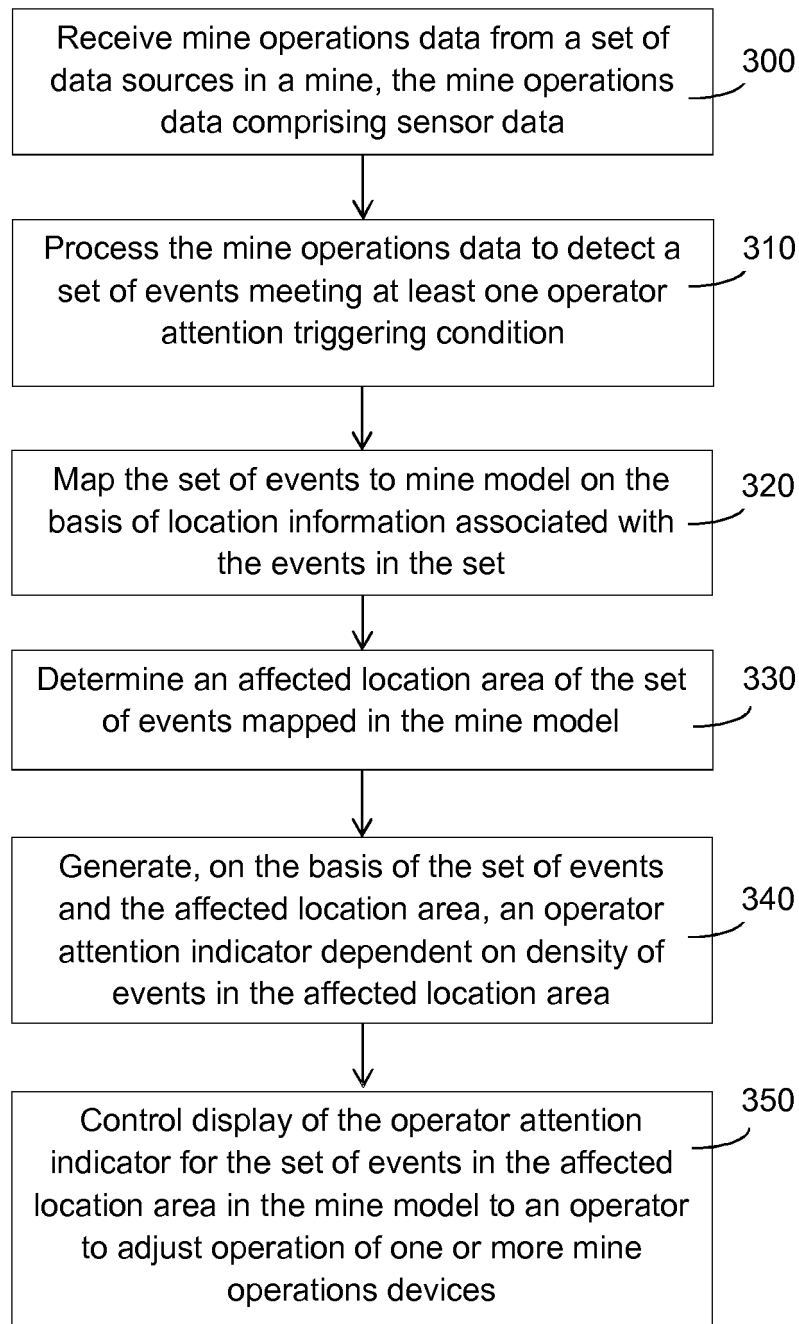 Receive mine operations data from a set of
data sources in a mine, the mine operations
data comprising sensor data
300
Process the mine operations data to detect a
set of events meeting at least one operator
attention triggering condition
310
Map the set of events to mine model on the
basis of location information associated with
the events in the set
320
Determine an affected location area of the set
of events mapped in the mine model
330
Generate, on the basis of the set of events
and the affected location area, an operator
attention indicator dependent on density of
events in the affected location area
340
Control display of the operator attention
indicator for the set of events in the affected
location area in the mine model to an operator
to adjust operation of one or more mine
operations devices
350